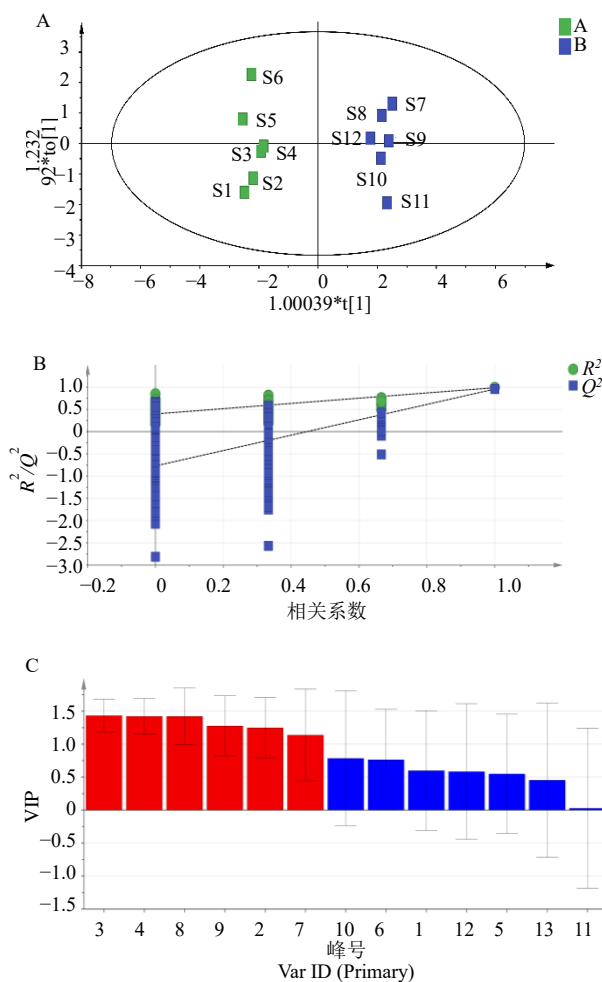 A
A
B
3
2
1
0
−1
−2
−3
−4
1.232
92*to[1]
S6
S5
S3
S4
S1
S2
S8
S7
S12
S9
S10
S11
−8
−6
−4
−2
0
2
4
6
1.00039*t[1]
B
R²
Q²
1.0
0.5
0
−0.5
−1.0
−1.5
−2.0
−2.5
−3.0
R²/Q²
−0.2
0
0.2
0.4
0.6
0.8
1.0
相关系数
C
1.5
1.0
0.5
0
−0.5
−1.0
−1.5
VIP
3 4 8 9 2 7 10 6 1 12 5 13 11
峰号
Var ID (Primary)